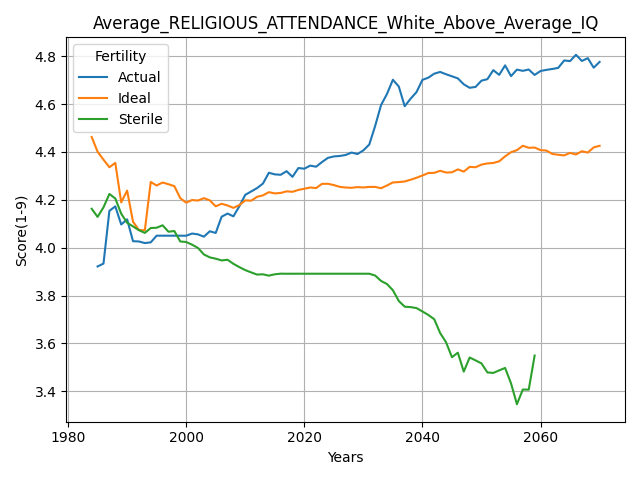 Average_RELIGIOUS_ATTENDANCE_White_Above_Average_IQ
Fertility
Actual
Ideal
Sterile
Score(1-9)
4.8
4.6
4.4
4.2
4.0
3.8
3.6
3.4
1980
2000
2020
2040
2060
Years